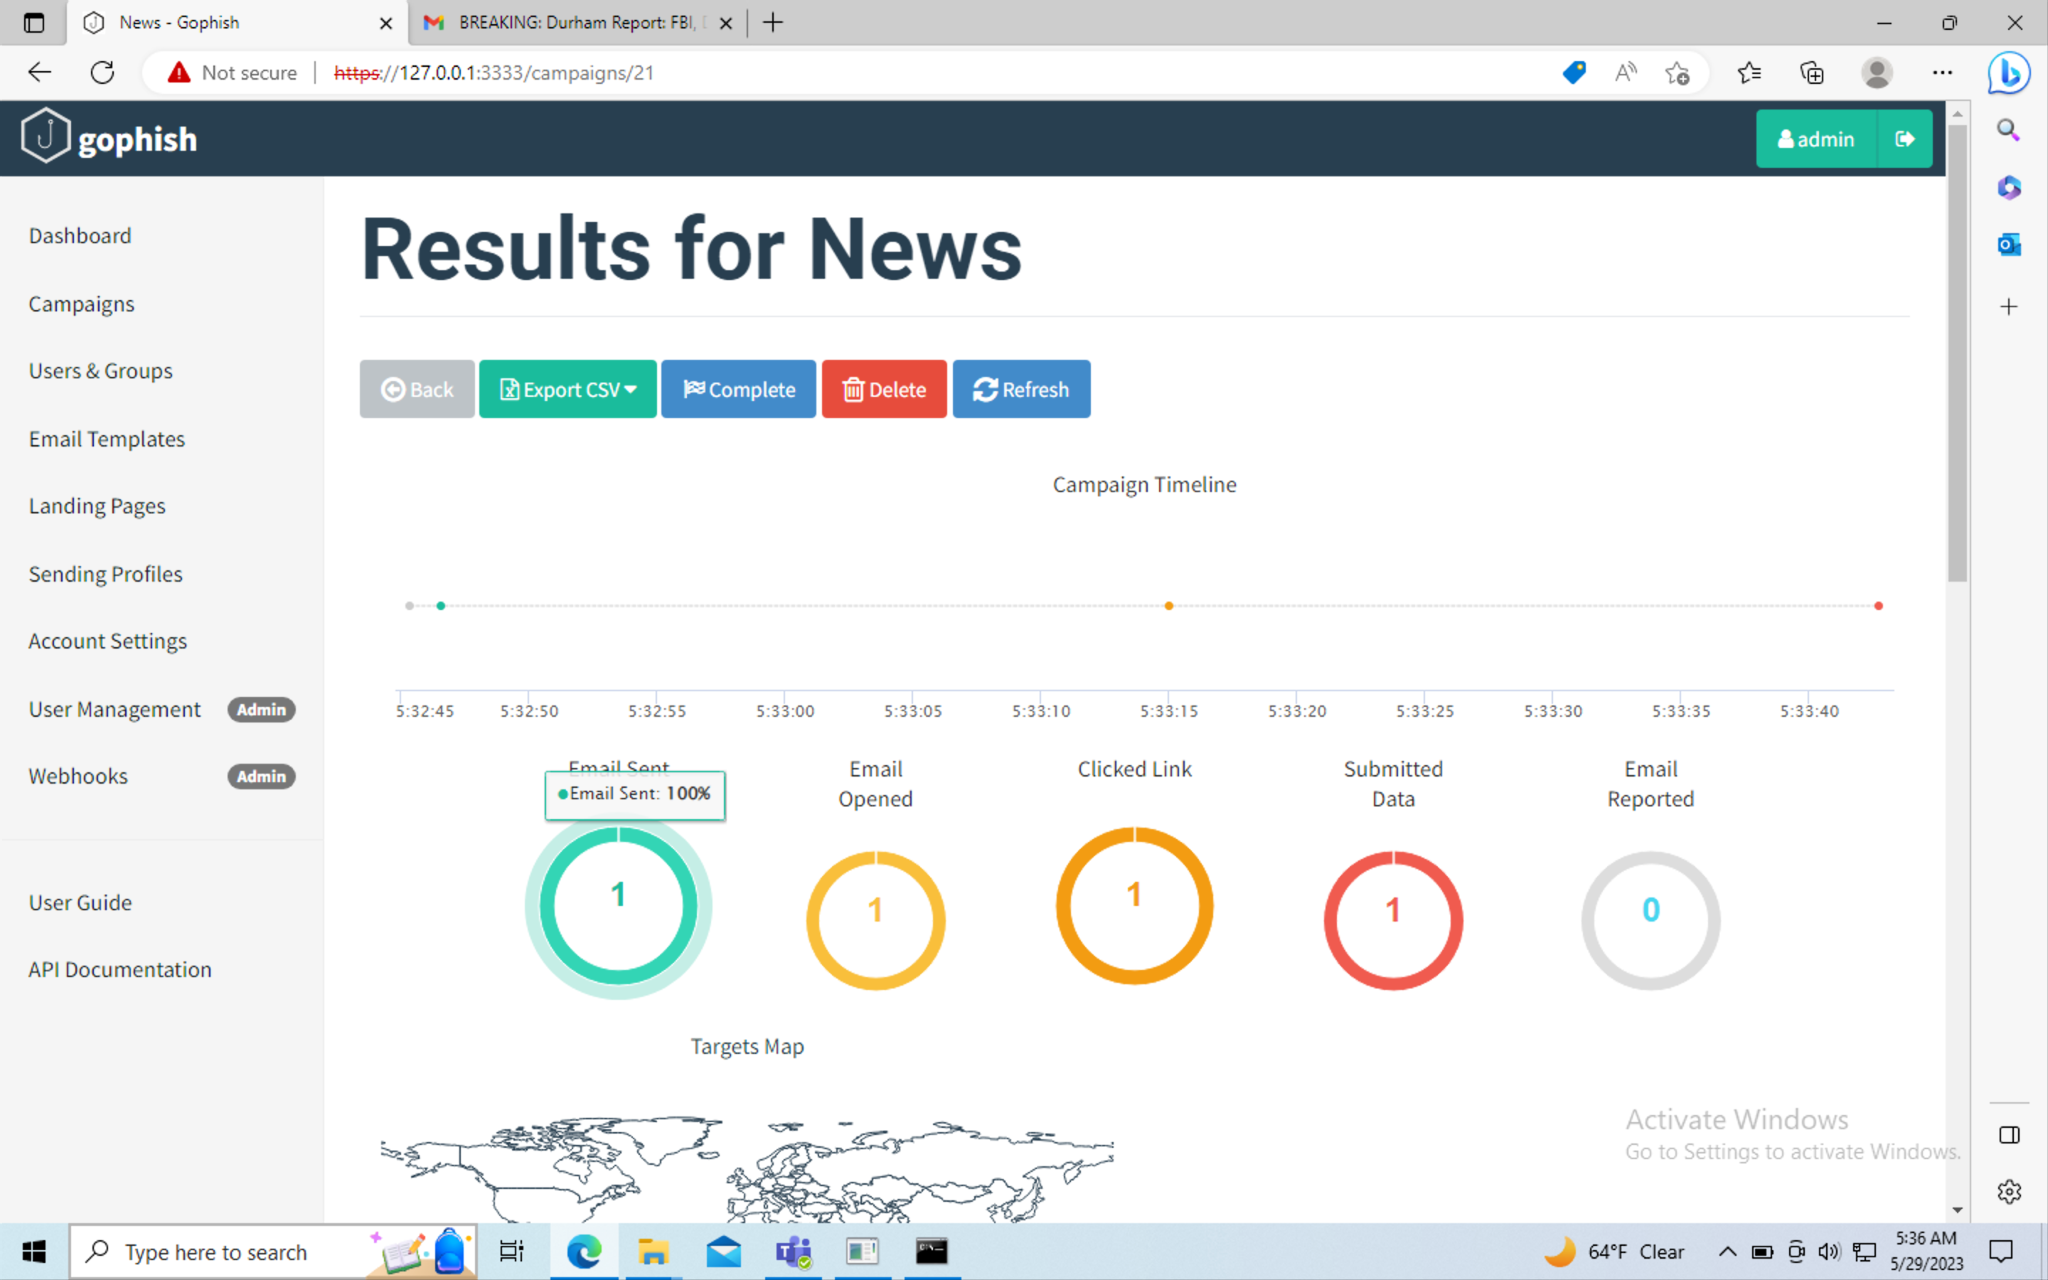 News - Gophish
BREAKING: Durham Report: FBI,
Not secure
https://127.0.0.1:3333/campaigns/21
gophish
admin
Dashboard
Campaigns
Users & Groups
Email Templates
Landing Pages
Sending Profiles
Account Settings
User Management Admin
Webhooks Admin
User Guide
API Documentation
Results for News
Back Export CSV Complete Delete Refresh
Campaign Timeline
5:32:45 5:32:50 5:32:55 5:33:00 5:33:05 5:33:10 5:33:15 5:33:20 5:33:25 5:33:30 5:33:35 5:33:40
Email Sent
Email Sent: 100%
1
Email
Opened
1
Clicked Link
1
Submitted
Data
1
Email
Reported
0
Targets Map
Activate Windows
Go to Settings to activate Windows.
Type here to search
64°F Clear
5:36 AM
5/29/2023